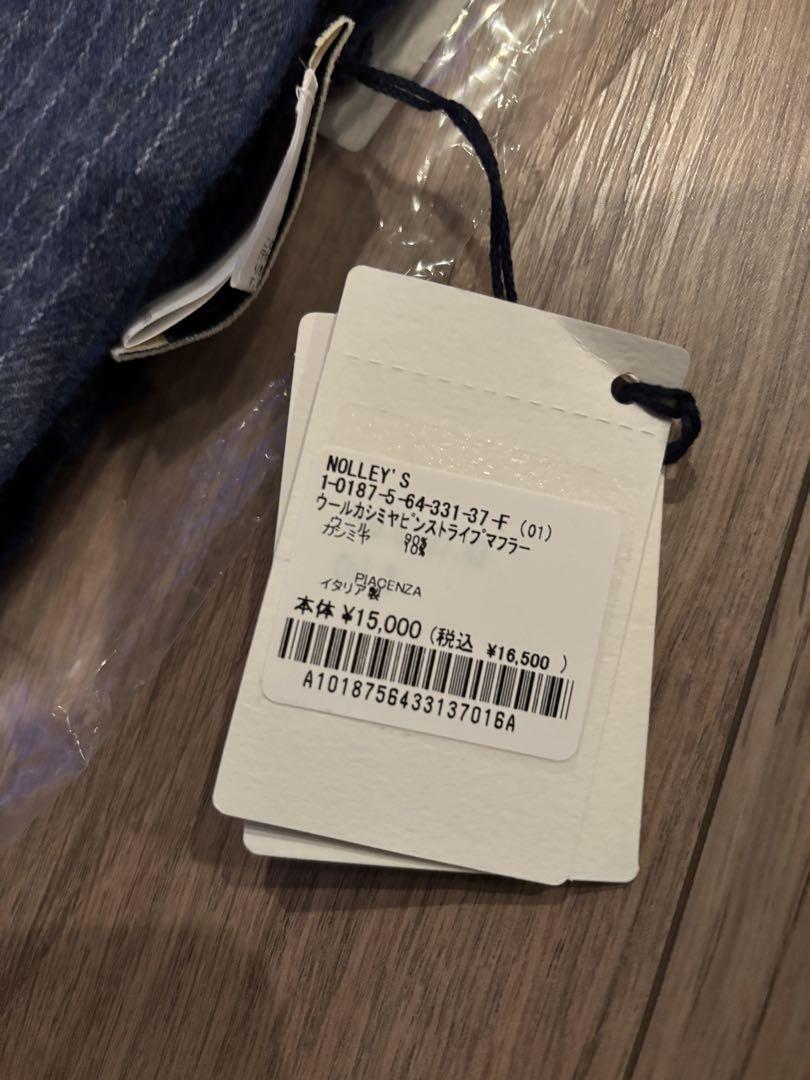 NOLLEY'S
1-0187-5-64-331-37-F (01)
ウールカシミヤピンストライプマフラー
ウール 90%
カシミヤ 10%
PIACENZA
イタリア製
本体 ¥15,000 (税込 ¥16,500 )
A1018756433137016A